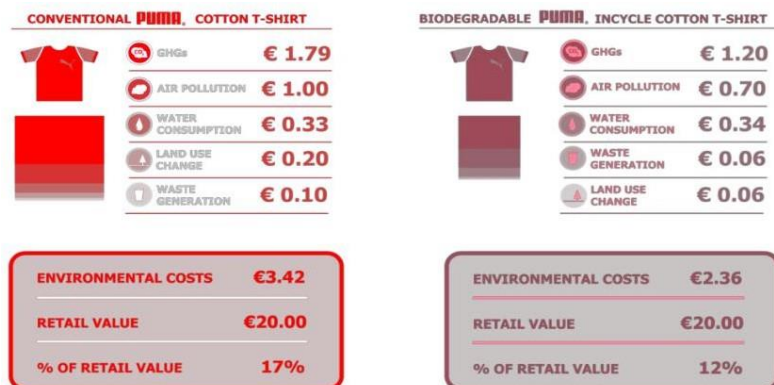 CONVENTIONAL PUMA® COTTON T-SHIRT
CO₂ GHGs € 1.79
AIR POLLUTION € 1.00
WATER
CONSUMPTION € 0.33
LAND USE
CHANGE € 0.20
WASTE
GENERATION € 0.10
ENVIRONMENTAL COSTS €3.42
RETAIL VALUE €20.00
% OF RETAIL VALUE 17%
BIODEGRADABLE PUMA® INCYCLE COTTON T-SHIRT
GHGs € 1.20
AIR POLLUTION € 0.70
WATER
CONSUMPTION € 0.34
WASTE
GENERATION € 0.06
LAND USE
CHANGE € 0.06
ENVIRONMENTAL COSTS €2.36
RETAIL VALUE €20.00
% OF RETAIL VALUE 12%